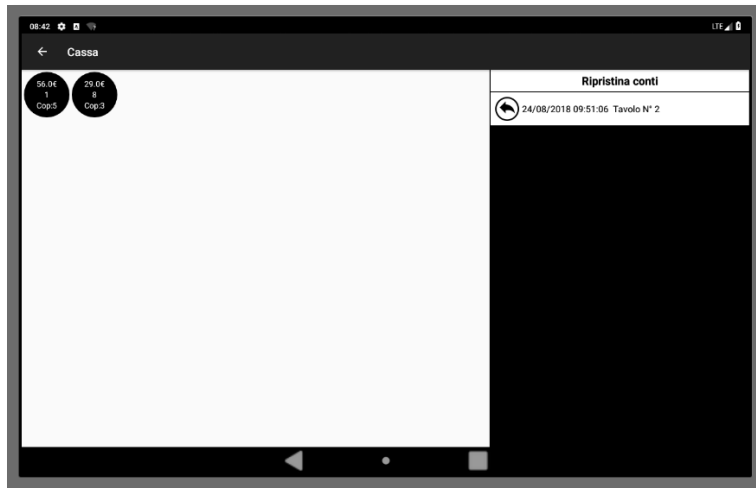 08:42
LTE
Cassa
56.0€
1
Cop:5
29.0€
8
Cop:3
Ripristina conti
24/08/2018 09:51:06 Tavolo N° 2